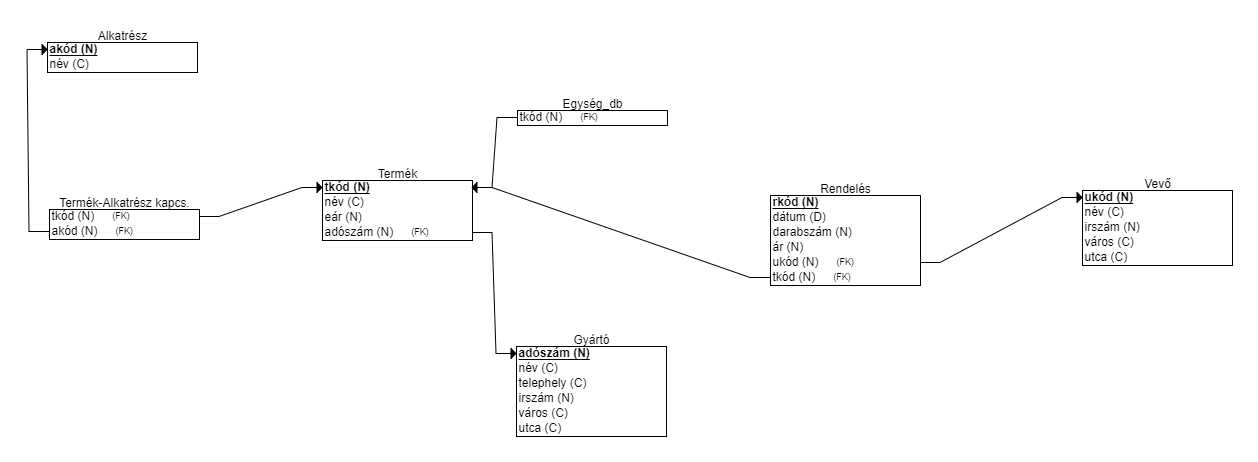 Alkatrész
akód (N)
név (C)
Egység_db
tkód (N) (FK)
Termék
tkód (N)
név (C)
eár (N)
adószám (N) (FK)
Termék-Alkatrész kapcs.
tkód (N) (FK)
akód (N) (FK)
Rendelés
rkód (N)
dátum (D)
darabszám (N)
ár (N)
ukód (N) (FK)
tkód (N) (FK)
Vevő
ukód (N)
név (C)
irszám (N)
város (C)
utca (C)
Gyártó
adószám (N)
név (C)
telephely (C)
irszám (N)
város (C)
utca (C)